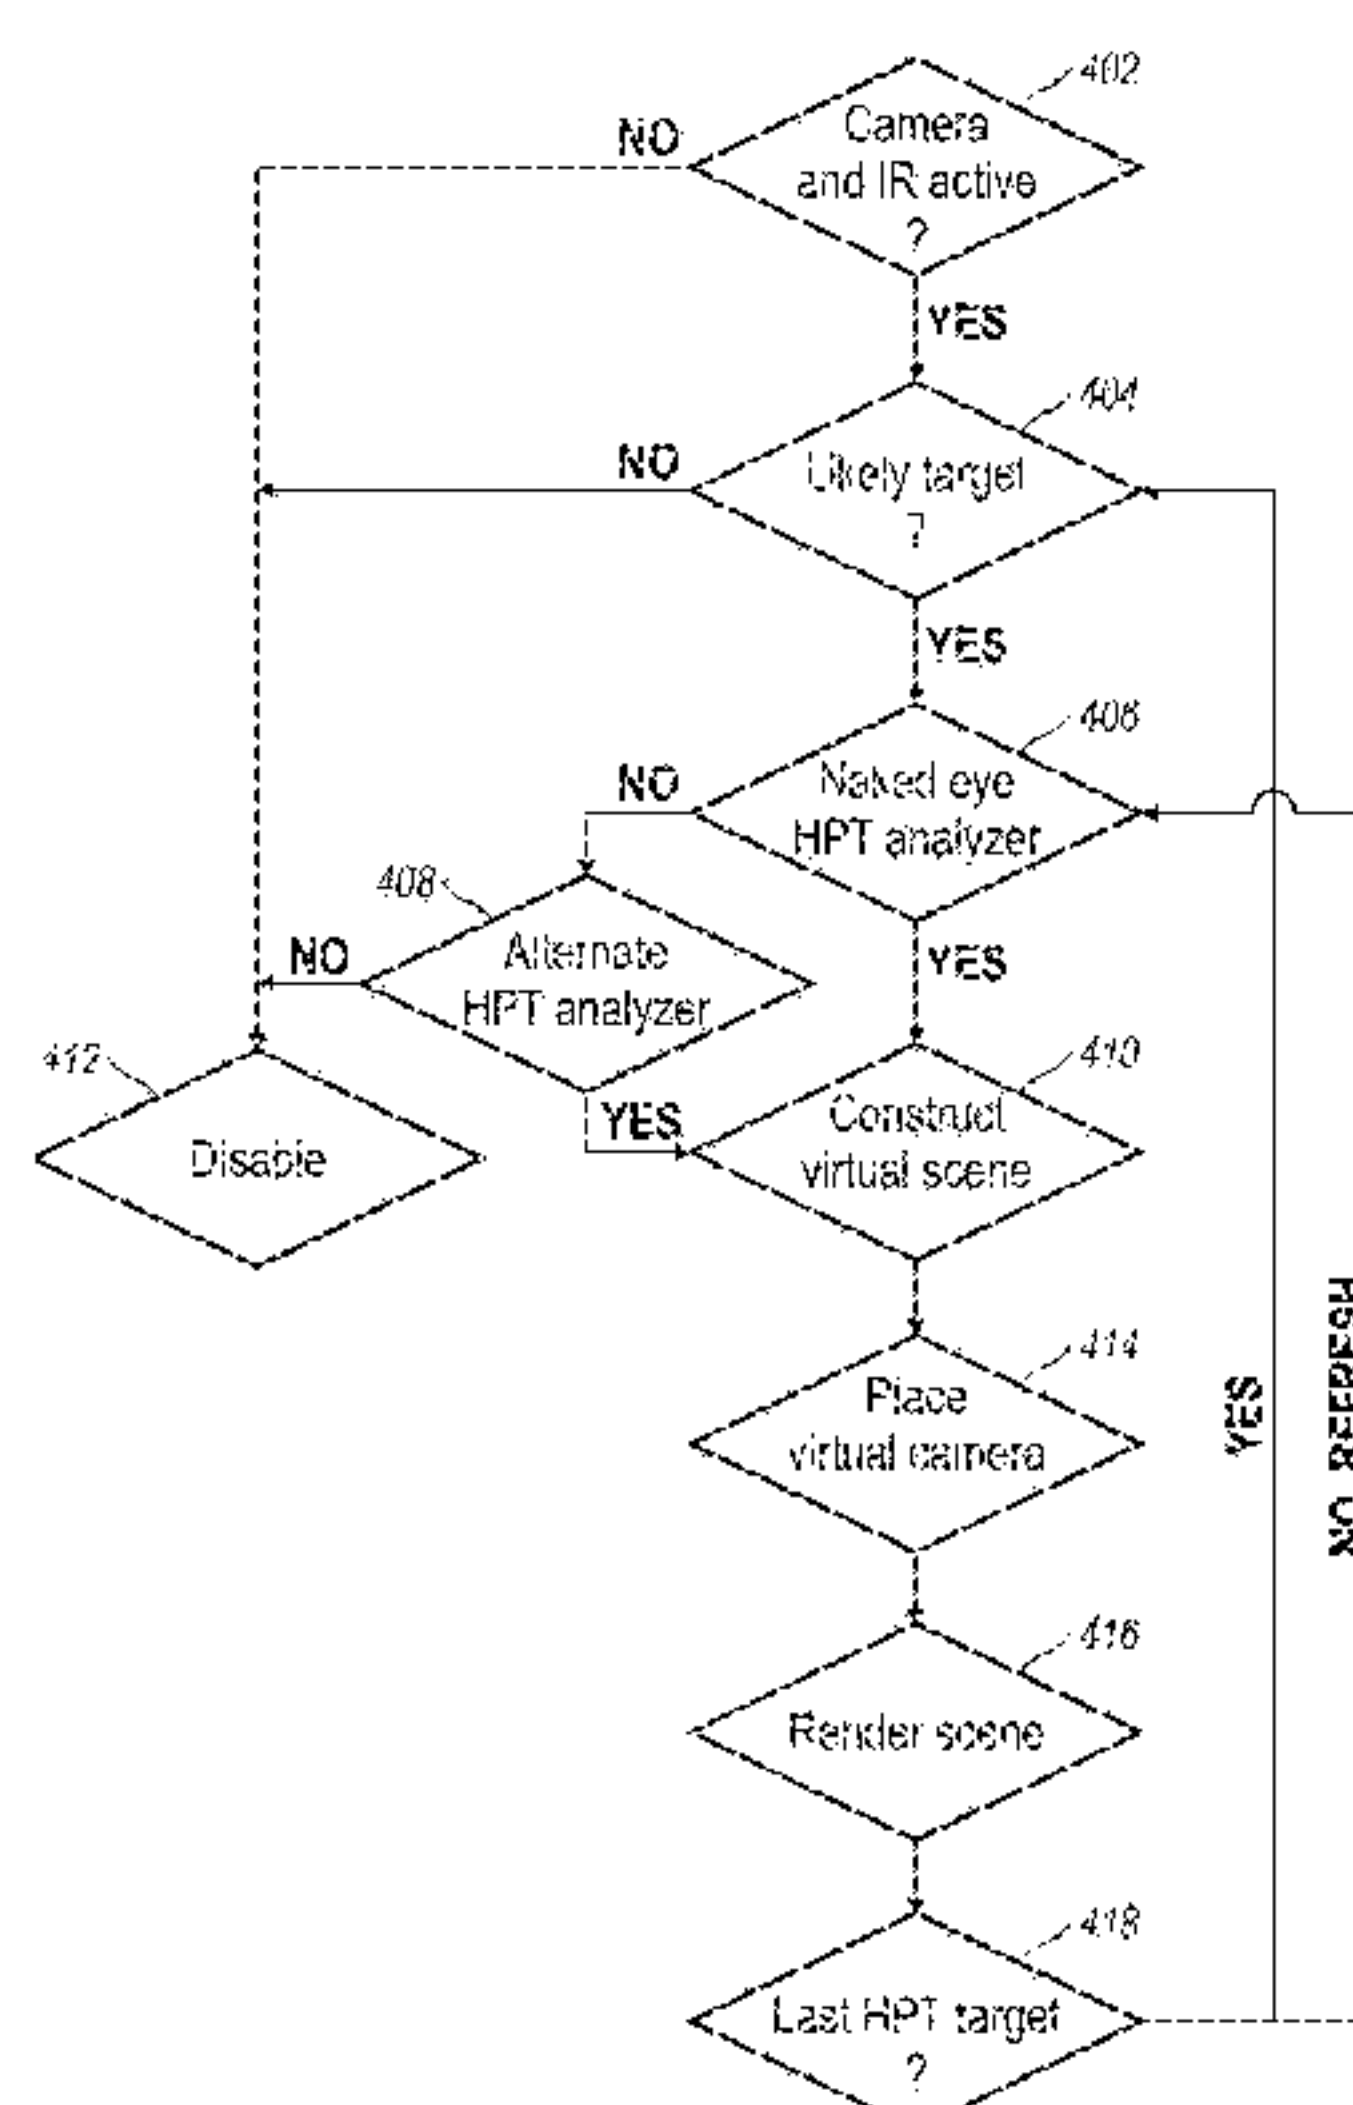 402
Camera
and IR active
?
NO
YES
404
Likely target
?
NO
YES
406
Naked eye
HPT analyzer
NO
YES
408
Alternate
HPT analyzer
NO
YES
410
Construct
virtual scene
412
Disable
414
Place
virtual camera
YES
416
Render scene
418
Last HPT target
?